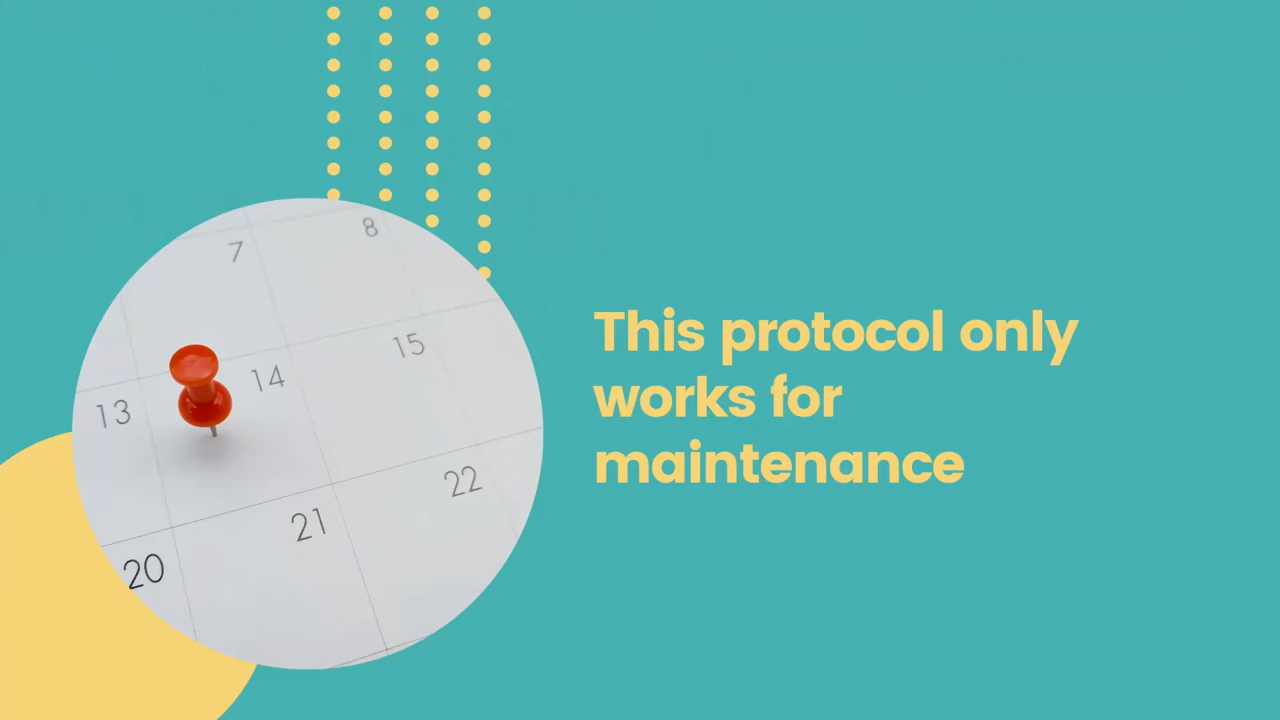 7 8
13 14 15
20 21 22
This protocol only
works for
maintenance